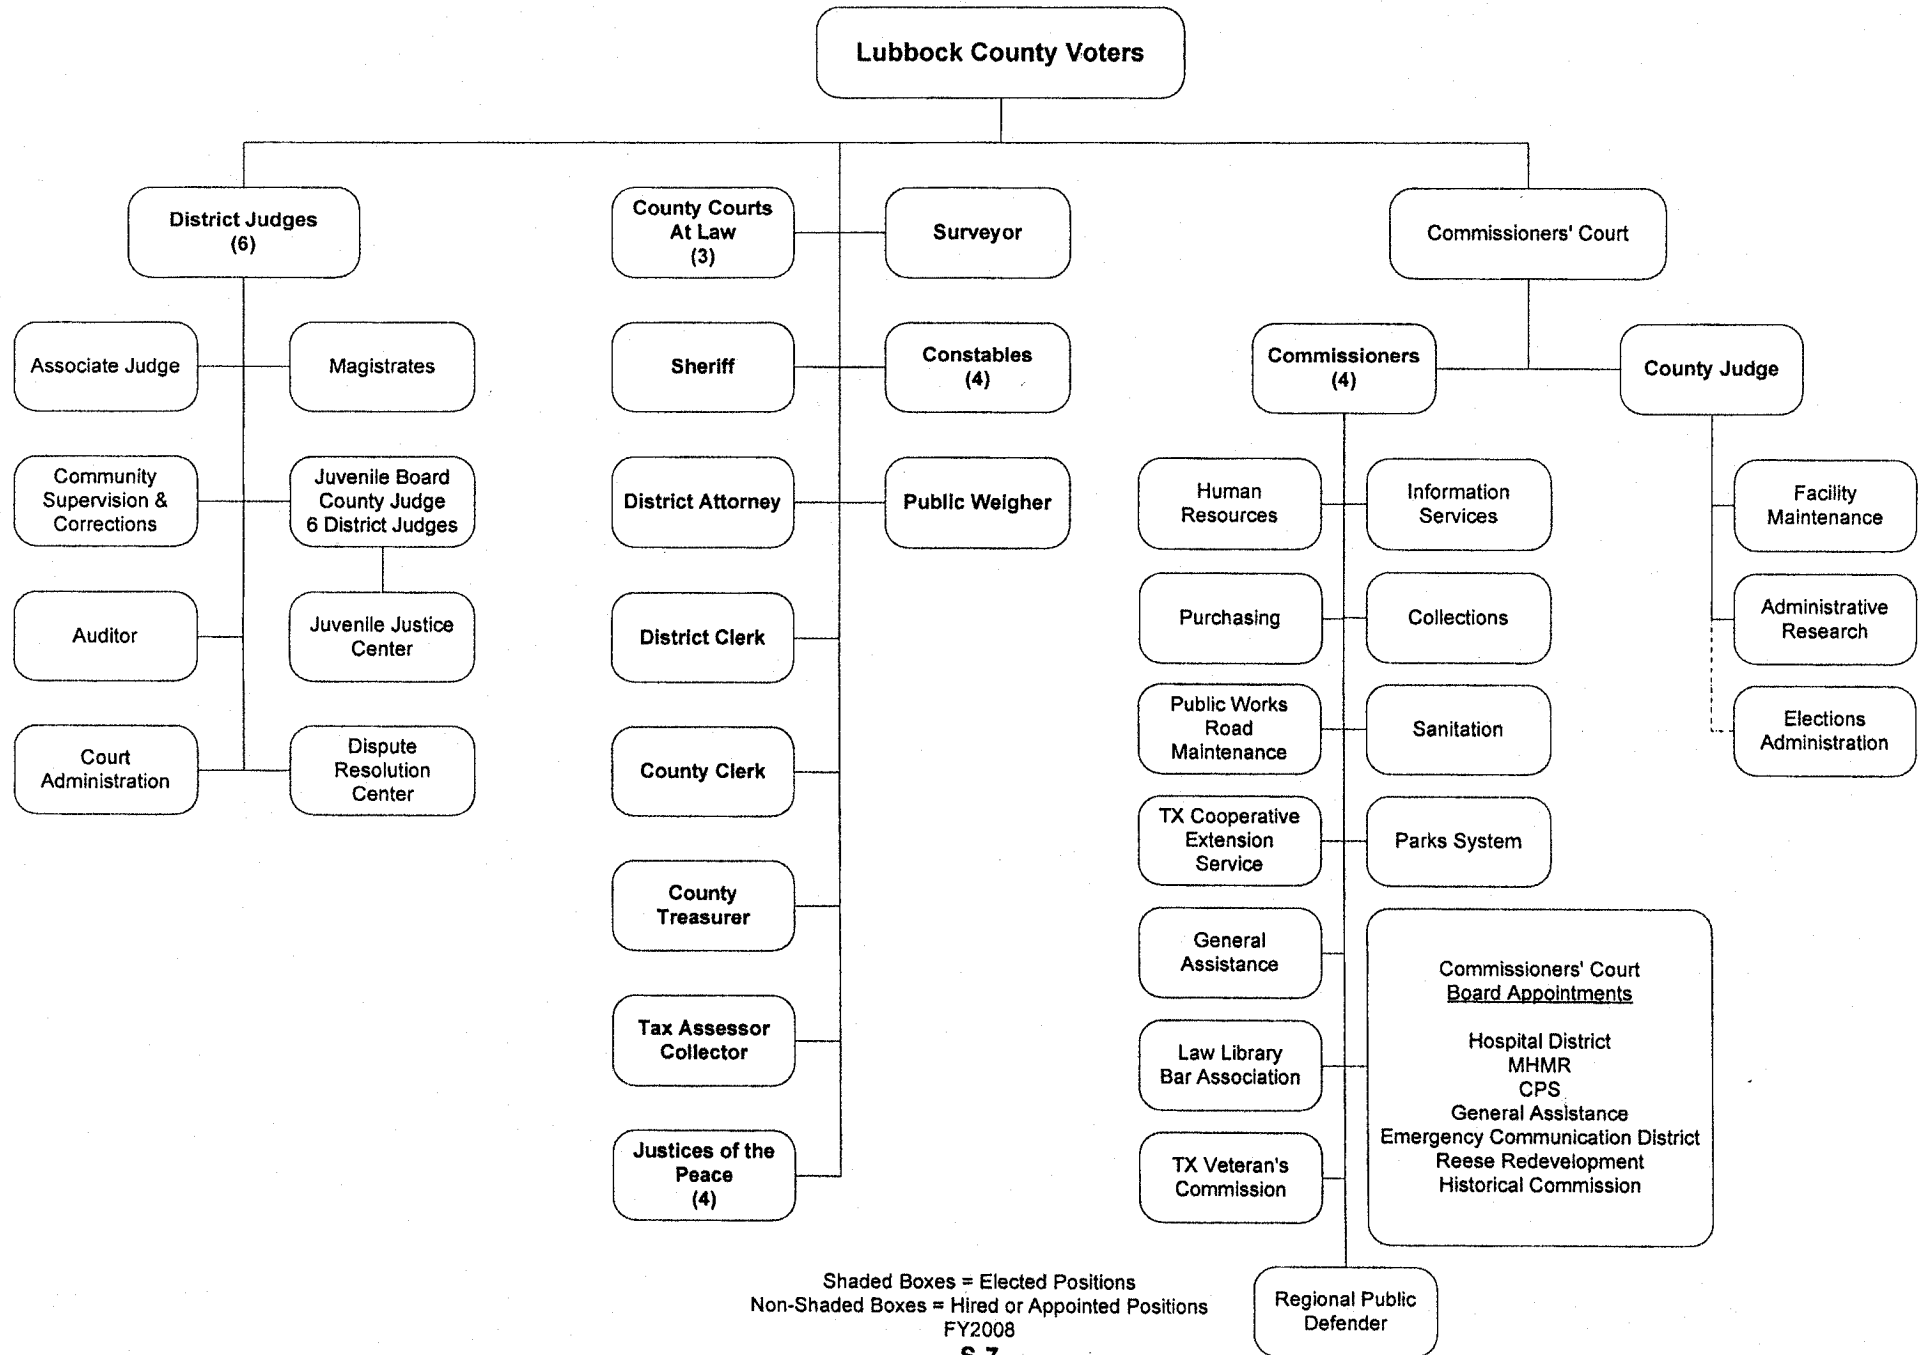 Lubbock County Voters
District Judges
(6)
Associate Judge
Magistrates
Community
Supervision &
Corrections
Juvenile Board
County Judge
6 District Judges
Auditor
Juvenile Justice
Center
Court
Administration
Dispute
Resolution
Center
County Courts
At Law
(3)
Surveyor
Sheriff
Constables
(4)
District Attorney
Public Weigher
District Clerk
County Clerk
County
Treasurer
Tax Assessor
Collector
Justices of the
Peace
(4)
Commissioners' Court
Commissioners
(4)
County Judge
Human
Resources
Information
Services
Purchasing
Collections
Public Works
Road
Maintenance
Sanitation
TX Cooperative
Extension
Service
Parks System
General
Assistance
Law Library
Bar Association
TX Veteran's
Commission
Commissioners' Court
Board Appointments
Hospital District
MHMR
CPS
General Assistance
Emergency Communication District
Reese Redevelopment
Historical Commission
Regional Public
Defender
Facility
Maintenance
Administrative
Research
Elections
Administration
Shaded Boxes = Elected Positions
Non-Shaded Boxes = Hired or Appointed Positions
FY2008
S-7